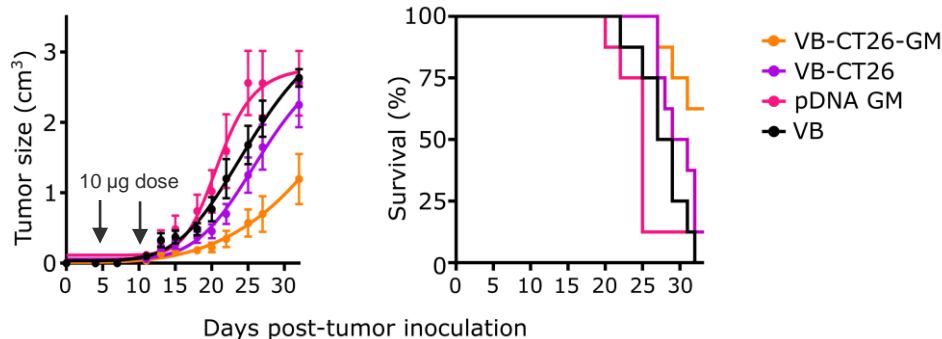 Tumor size (cm³)
3
2
1
0
10 µg dose
0 5 10 15 20 25 30
Survival (%)
100
75
50
25
0
0 5 10 15 20 25 30
Days post-tumor inoculation
VB-CT26-GM
VB-CT26
pDNA GM
VB